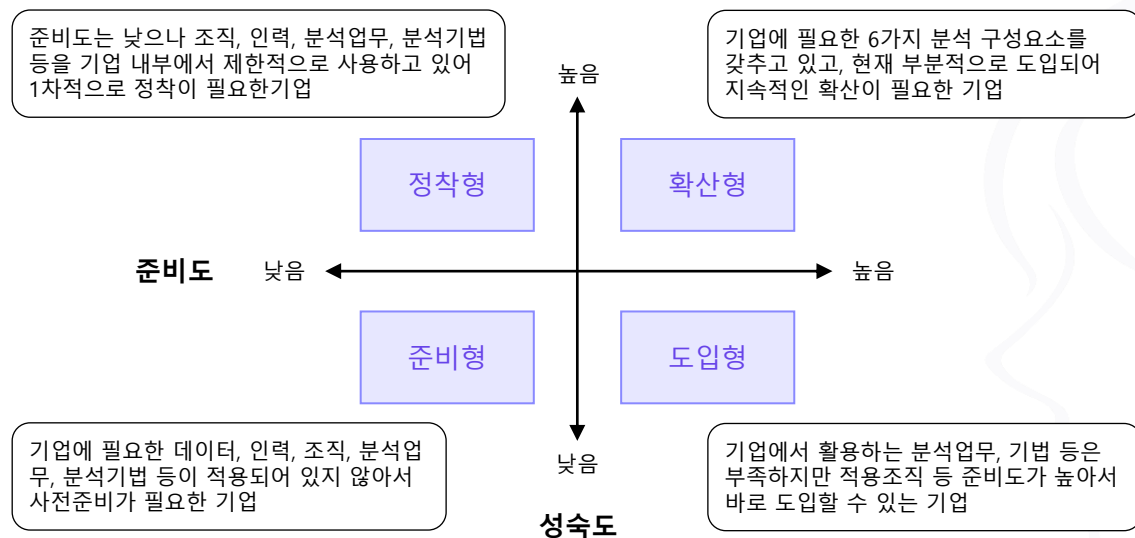 준비도는 낮으나 조직, 인력, 분석업무, 분석기법
등을 기업 내부에서 제한적으로 사용하고 있어
1차적으로 정착이 필요한기업
기업에 필요한 6가지 분석 구성요소를
갖추고 있고, 현재 부분적으로 도입되어
지속적인 확산이 필요한 기업
높음
정착형
확산형
준비도
낮음
높음
준비형
도입형
기업에 필요한 데이터, 인력, 조직, 분석업
무, 분석기법 등이 적용되어 있지 않아서
사전준비가 필요한 기업
낮음
기업에서 활용하는 분석업무, 기법 등은
부족하지만 적용조직 등 준비도가 높아서
바로 도입할 수 있는 기업
성숙도